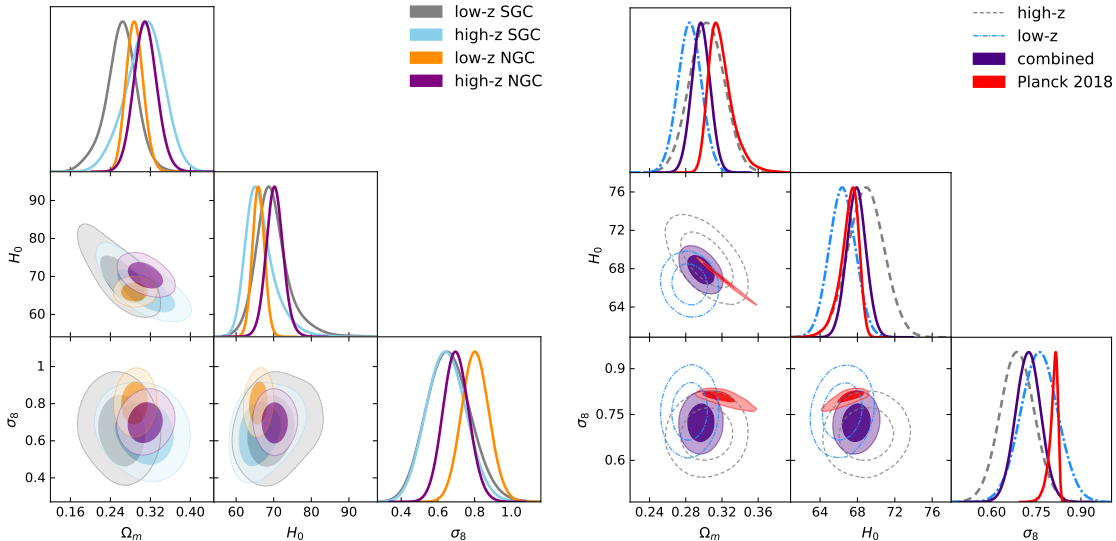 low-z SGC
high-z SGC
low-z NGC
high-z NGC
H₀
90
80
70
60
σ₈
1
0.8
0.6
0.4
0.16 0.24 0.32 0.40
Ωₘ
60 70 80 90
H₀
0.4 0.6 0.8 1.0
σ₈
high-z
low-z
combined
Planck 2018
H₀
76
72
68
64
σ₈
0.9
0.75
0.6
0.24 0.28 0.32 0.36
Ωₘ
64 68 72 76
H₀
0.60 0.75 0.90
σ₈